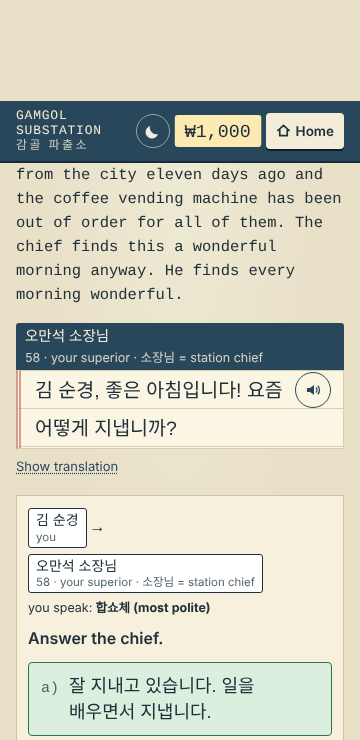 GAMGOL
SUBSTATION
감골 파출소
₩1,000
Home
from the city eleven days ago and
the coffee vending machine has been
out of order for all of them. The
chief finds this a wonderful
morning anyway. He finds every
morning wonderful.
오만석 소장님
58 · your superior · 소장님 = station chief
김 순경, 좋은 아침입니다! 요즘
어떻게 지냅니까?
Show translation
김 순경
you
→
오만석 소장님
58 · your superior · 소장님 = station chief
you speak: 합쇼체 (most polite)
Answer the chief.
a) 잘 지내고 있습니다. 일을
배우면서 지냅니다.